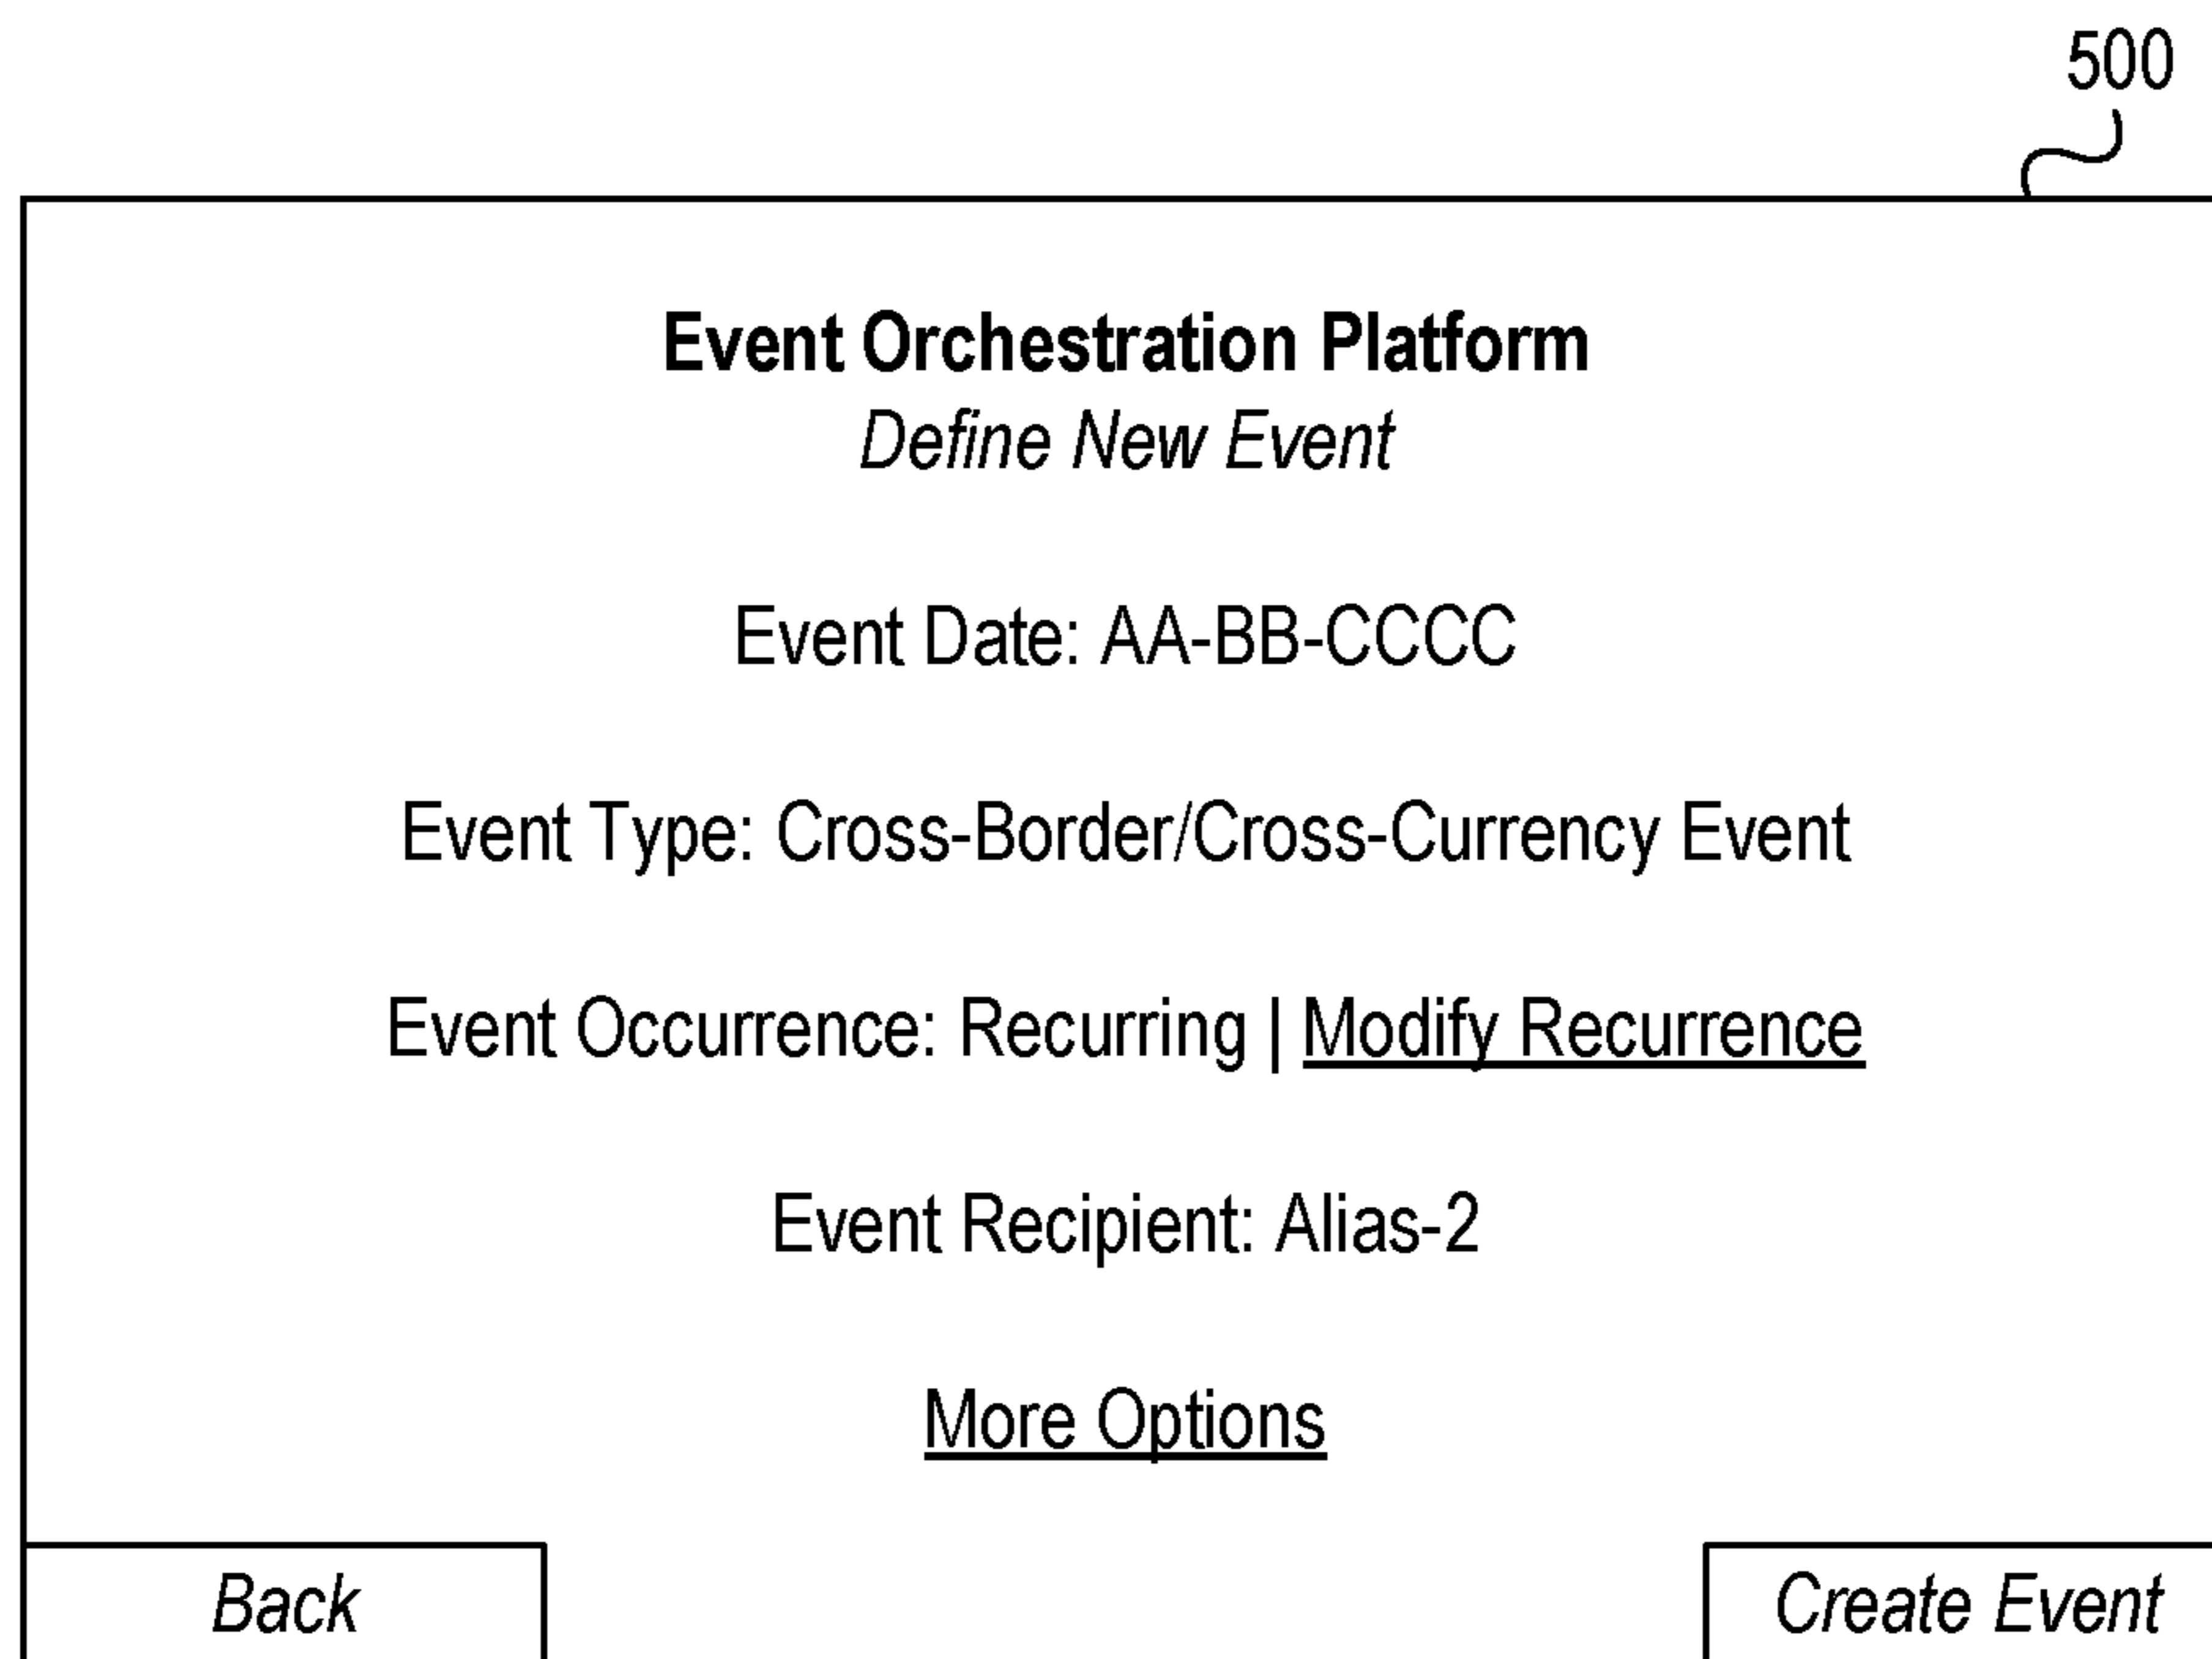 500
Event Orchestration Platform
Define New Event
Event Date: AA-BB-CCCC
Event Type: Cross-Border/Cross-Currency Event
Event Occurrence: Recurring | Modify Recurrence
Event Recipient: Alias-2
More Options
Back
Create Event